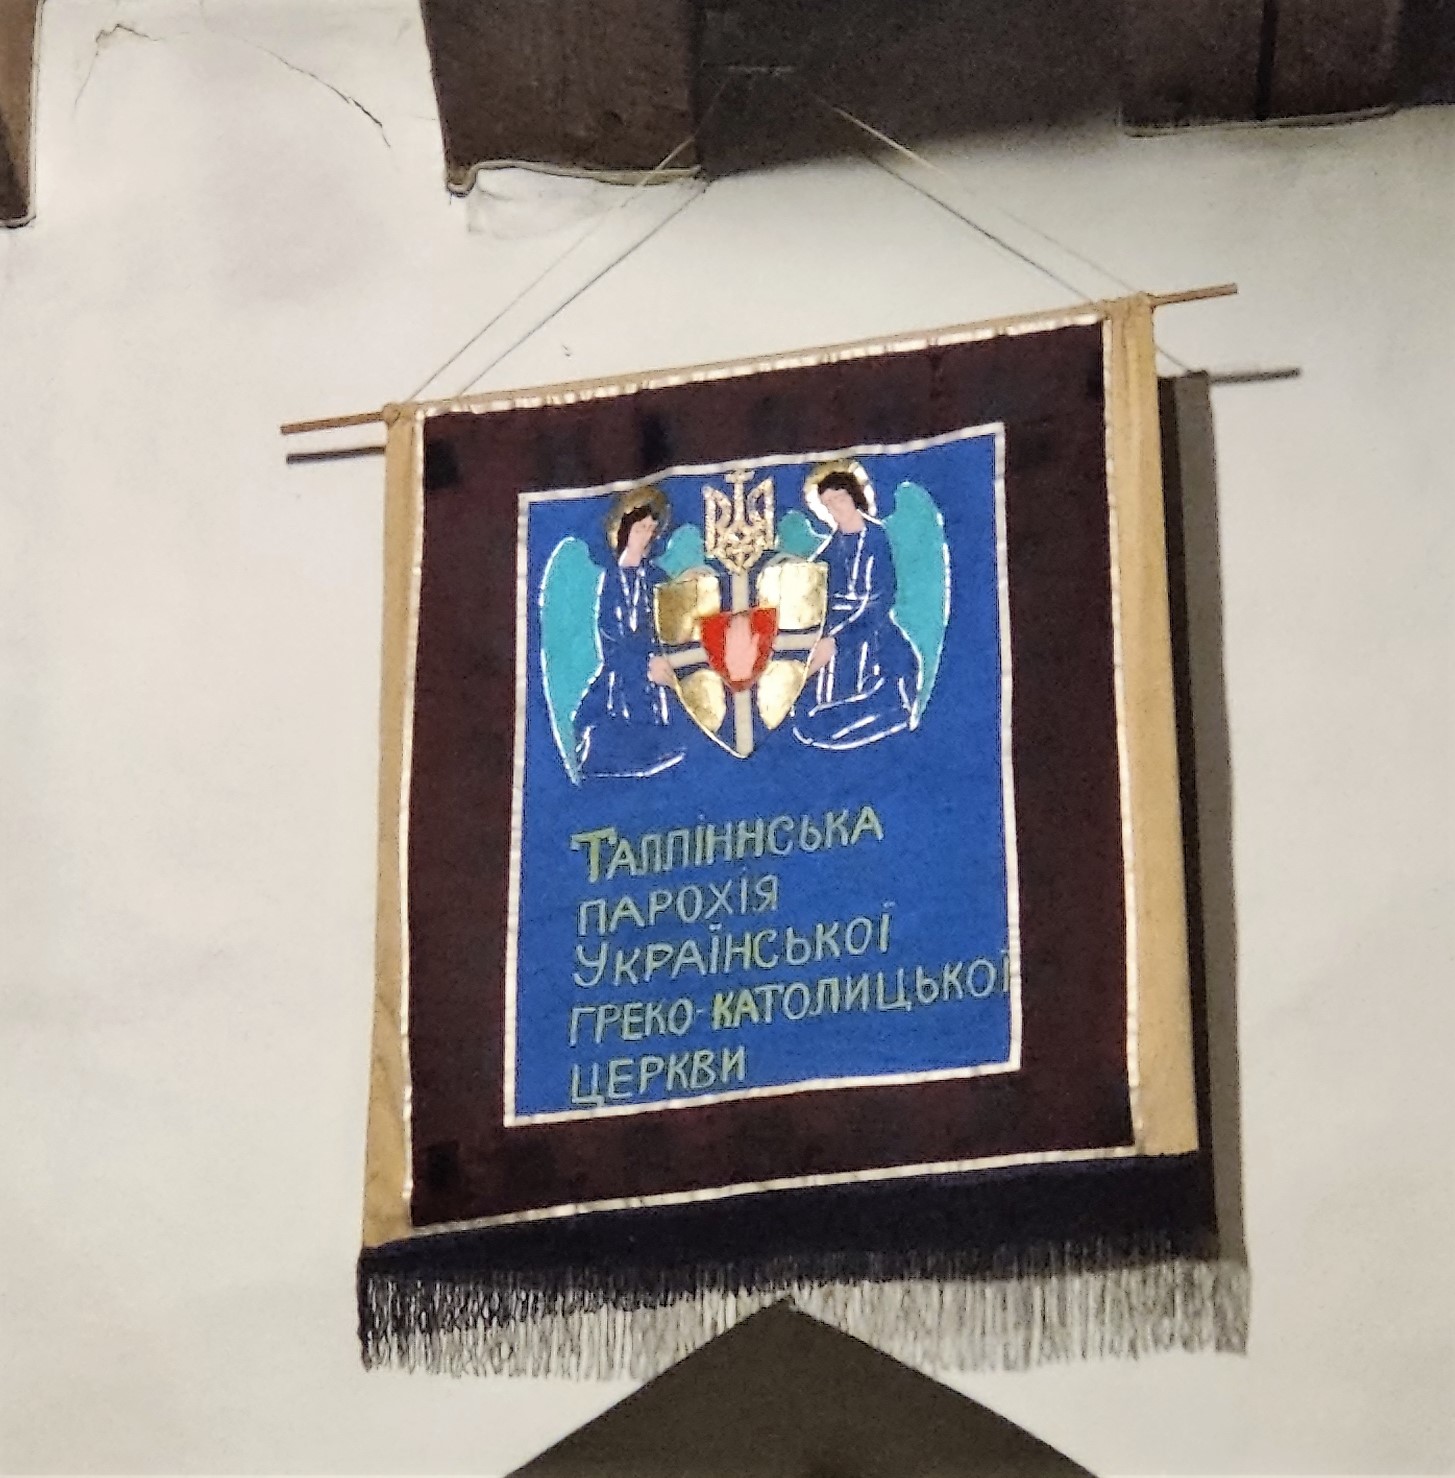 Таллінська
парохія
Української
греко-католицької
церкви